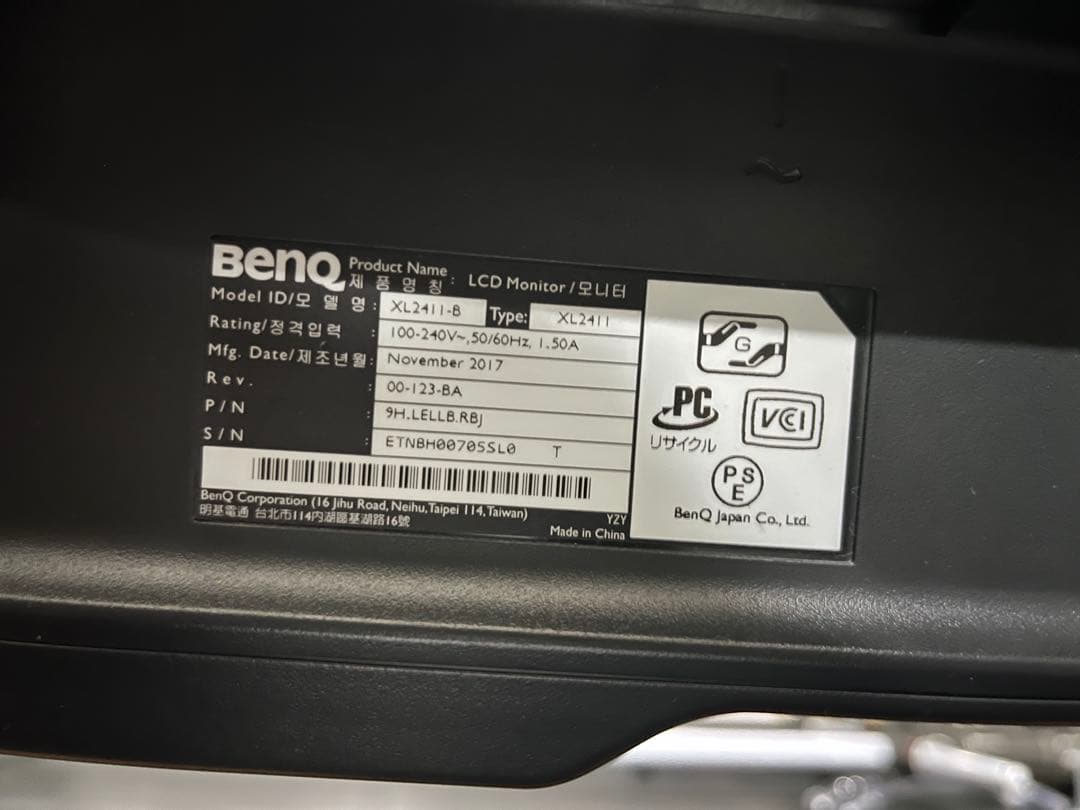 BenQ
Product Name
제 품 명 칭 : LCD Monitor/모니터
Model ID/모 델 명 : XL2411-B Type: XL2411
Rating/정격입력 : 100-240V~,50/60Hz, 1.50A
Mfg. Date/제조년월 : November 2017
Rev. : 00-123-BA
P/N : 9H.LELLB.RBJ
S/N : ETNBH00705SL0 T
BenQ Corporation (16 Jihu Road, Neihu, Taipei 114, Taiwan)
明基電通 台北市114內湖區基湖路16號
YZY
Made in China
G
PC
リサイクル
VCCI
PSE
BenQ Japan Co., Ltd.